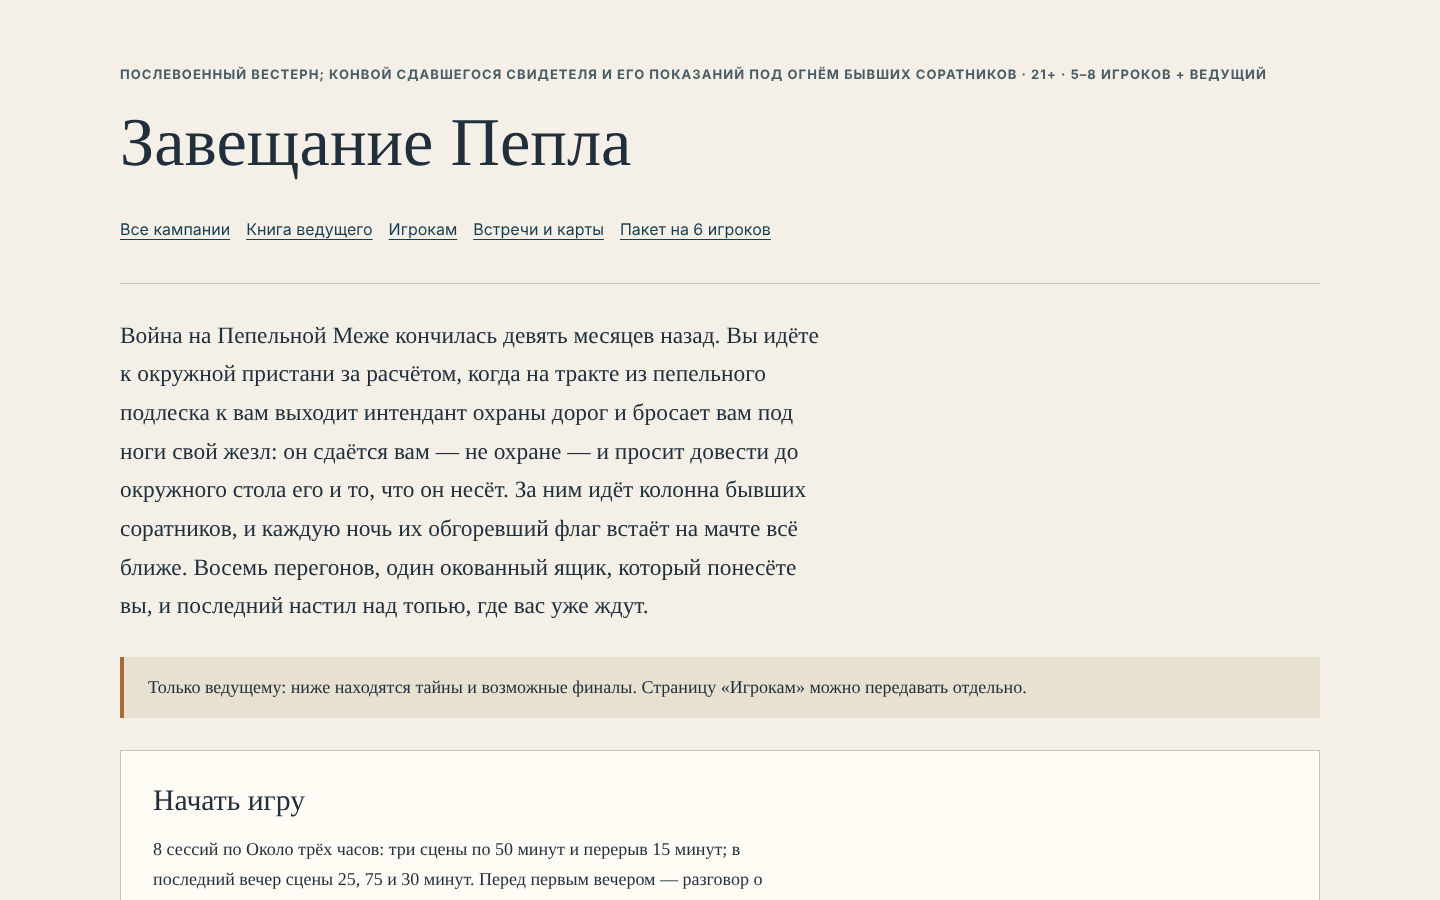 ПОСЛЕВОЕННЫЙ ВЕСТЕРН; КОНВОЙ СДАВШЕГОСЯ СВИДЕТЕЛЯ И ЕГО ПОКАЗАНИЙ ПОД ОГНЁМ БЫВШИХ СОРАТНИКОВ · 21+ · 5–8 ИГРОКОВ + ВЕДУЩИЙ
Завещание Пепла
Все кампании Книга ведущего Игрокам Встречи и карты Пакет на 6 игроков
Война на Пепельной Меже кончилась девять месяцев назад. Вы идёте
к окружной пристани за расчётом, когда на тракте из пепельного
подлеска к вам выходит интендант охраны дорог и бросает вам под
ноги свой жезл: он сдаётся вам — не охране — и просит довести до
окружного стола его и то, что он несёт. За ним идёт колонна бывших
соратников, и каждую ночь их обгоревший флаг встаёт на мачте всё
ближе. Восемь перегонов, один окованный ящик, который понесёте
вы, и последний настил над топью, где вас уже ждут.
Только ведущему: ниже находятся тайны и возможные финалы. Страницу «Игрокам» можно передавать отдельно.
Начать игру
8 сессий по Около трёх часов: три сцены по 50 минут и перерыв 15 минут; в
последний вечер сцены 25, 75 и 30 минут. Перед первым вечером — разговор о